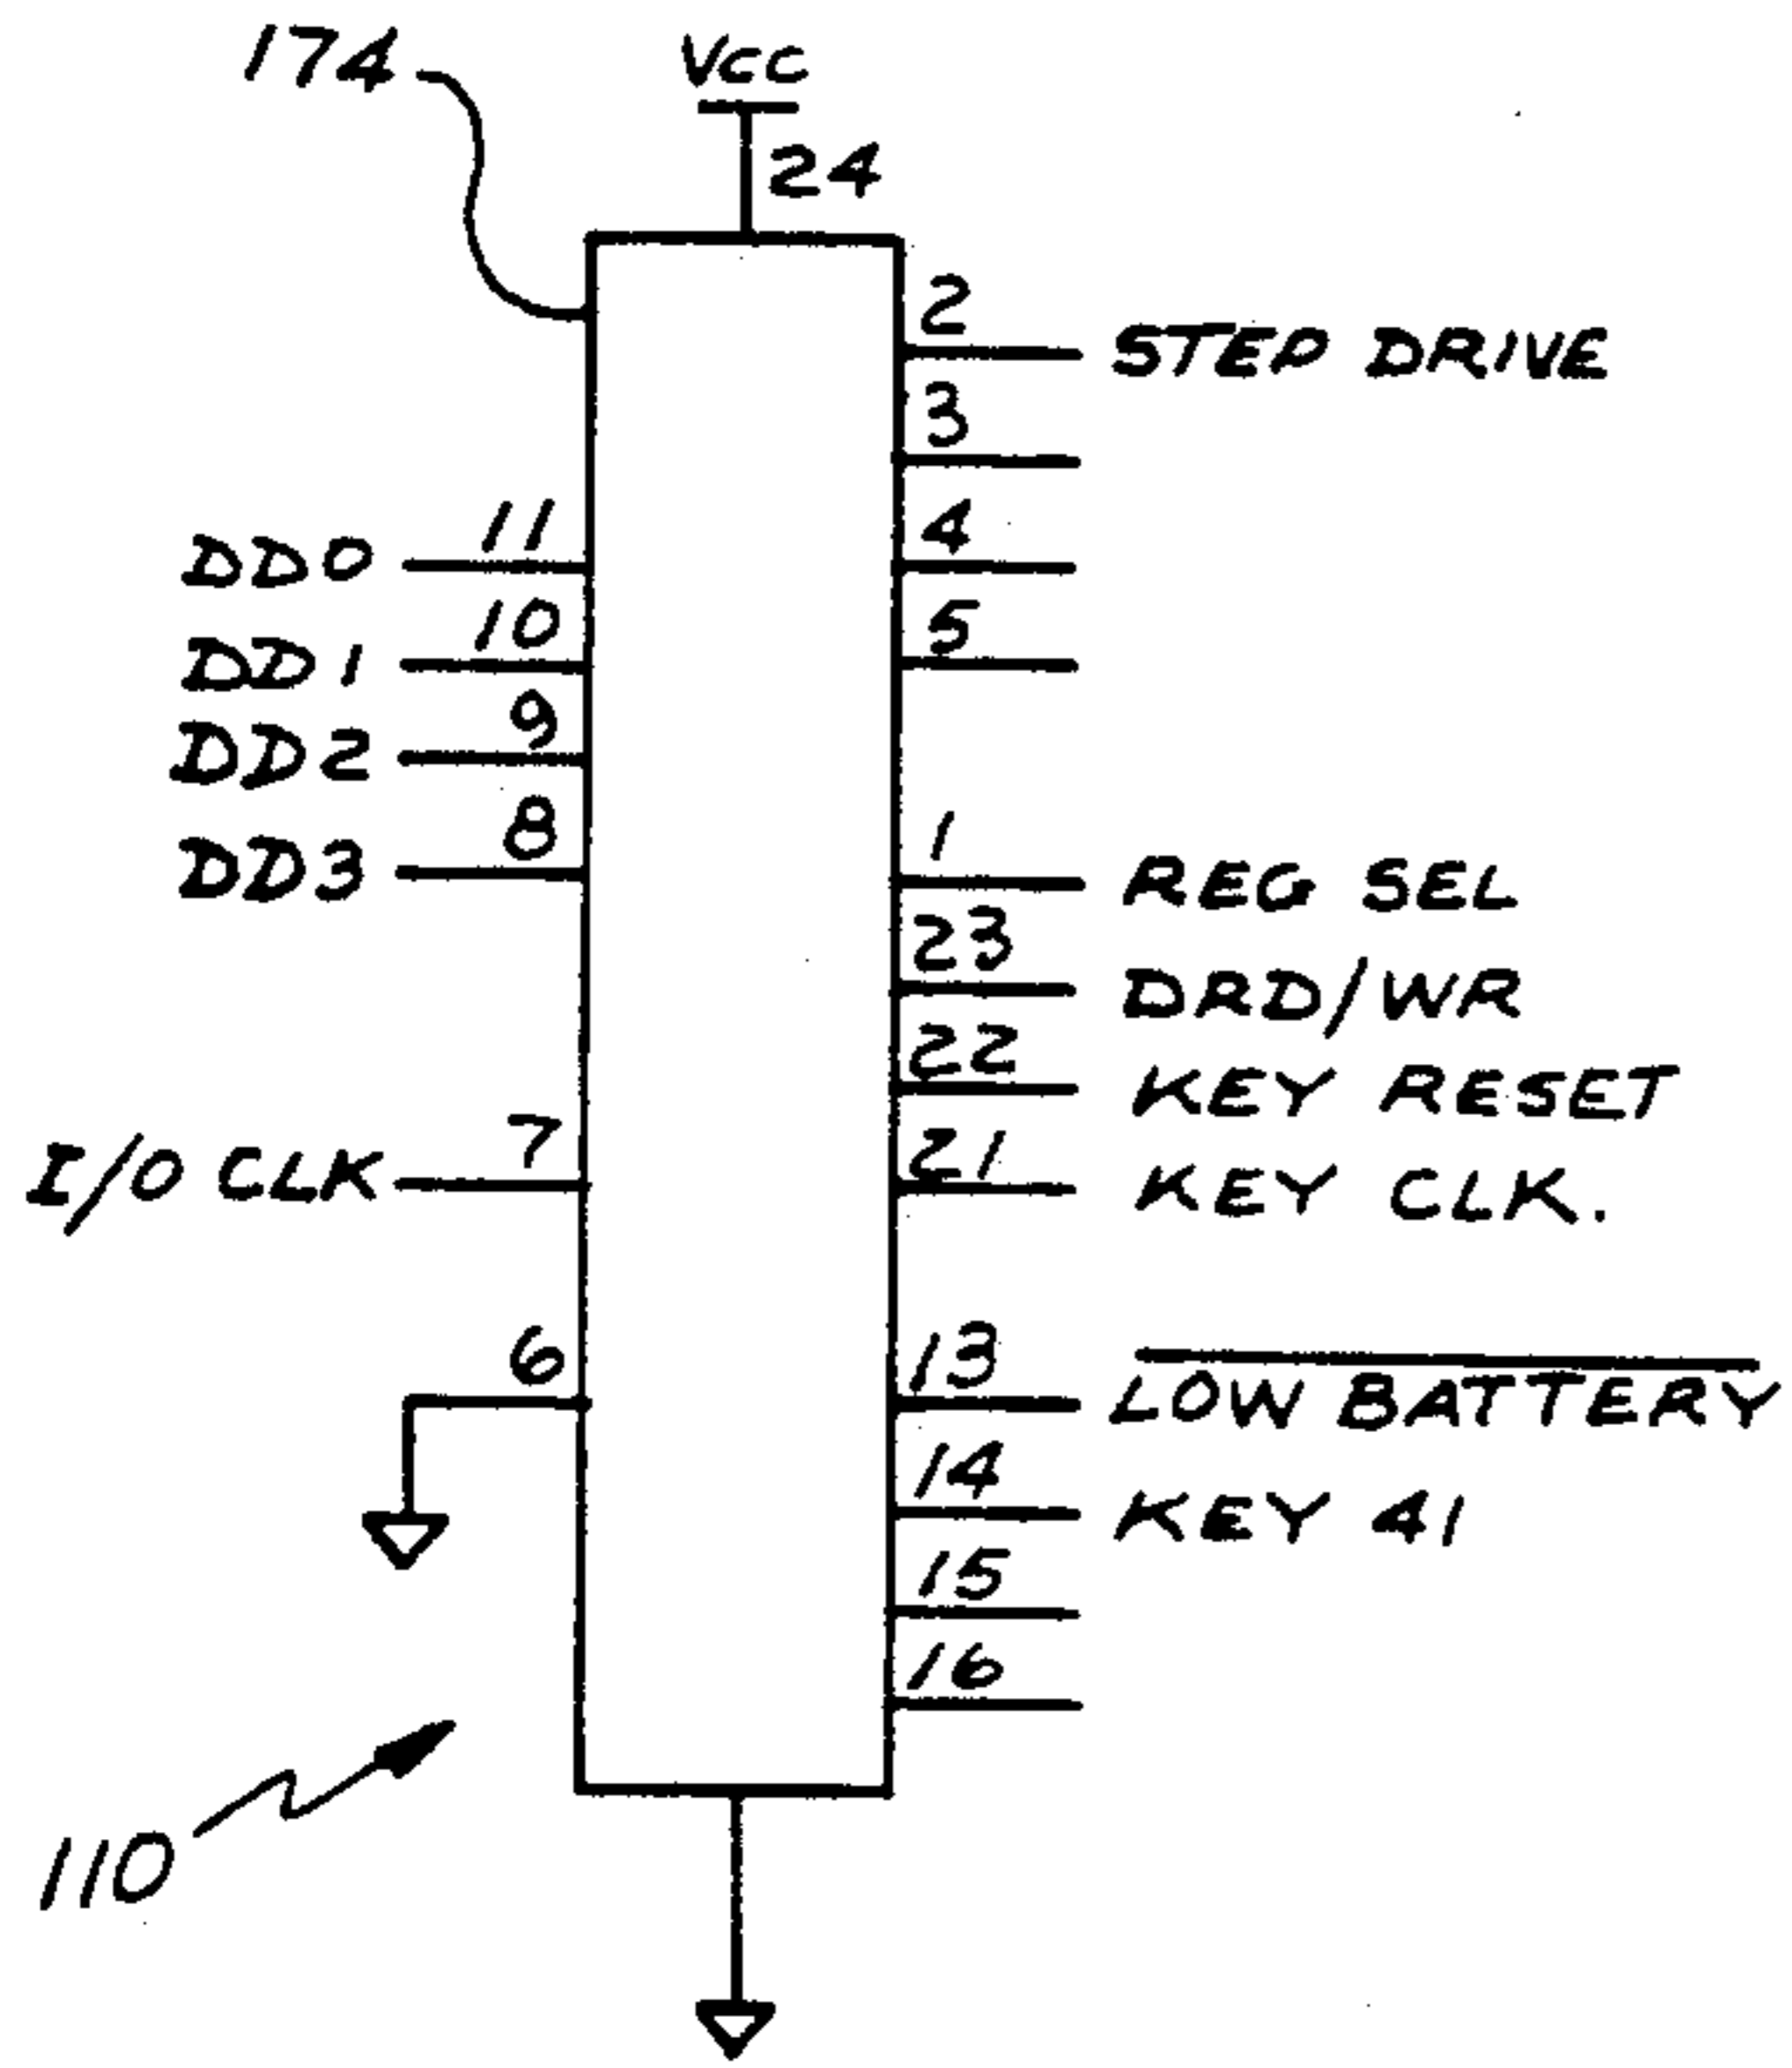 174
Vcc
24
2
STEP DRIVE
3
11
4
DD0
10
5
DD1
9
DD2
8
1
DD3
REG SEL
23
DRD/WR
22
KEY RESET
7
21
I/O CLK
KEY CLK.
6
13
LOW BATTERY
14
KEY 41
15
16
110